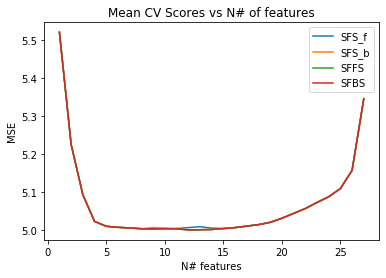 Mean CV Scores vs N# of features
SFS_f
SFS_b
SFFS
SFBS
MSE
5.5
5.4
5.3
5.2
5.1
5.0
0
5
10
15
20
25
N# features